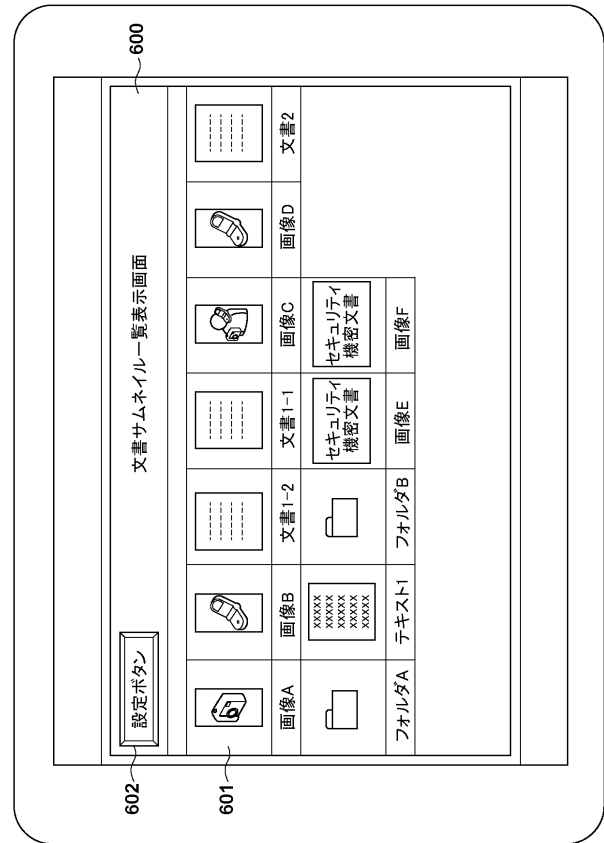 600
文書サムネイル一覧表示画面
602
設定ボタン
601
画像A
画像B
文書1-2
文書1-1
画像C
画像D
文書2
XXXXX
XXXXX
XXXXX
XXXXX
XXXXX
セキュリティ
機密文書
セキュリティ
機密文書
フォルダA
テキスト1
フォルダB
画像E
画像F